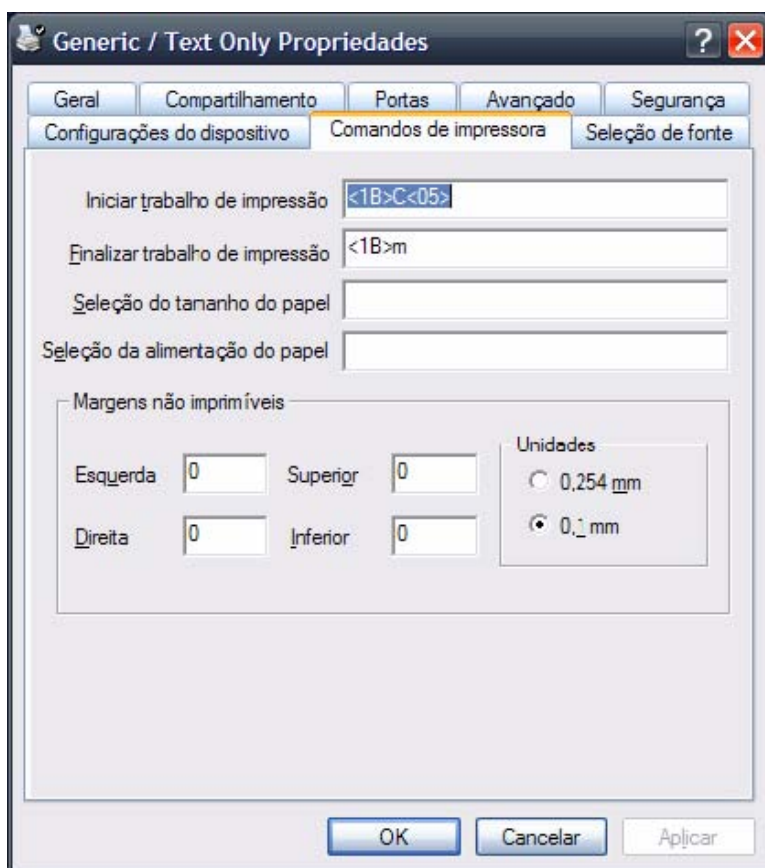 Generic / Text Only Propriedades
Geral Compartilhamento Portas Avançado Segurança
Configurações do dispositivo Comandos de impressora Seleção de fonte
Iniciar trabalho de impressão <1B>C<05>
Finalizar trabalho de impressão <1B>m
Seleção do tamanho do papel
Seleção da alimentação do papel
Margens não imprimíveis
Unidades
Esquerda 0 Superior 0 0,254 mm
Direita 0 Inferior 0 0,1 mm
OK Cancelar Aplicar